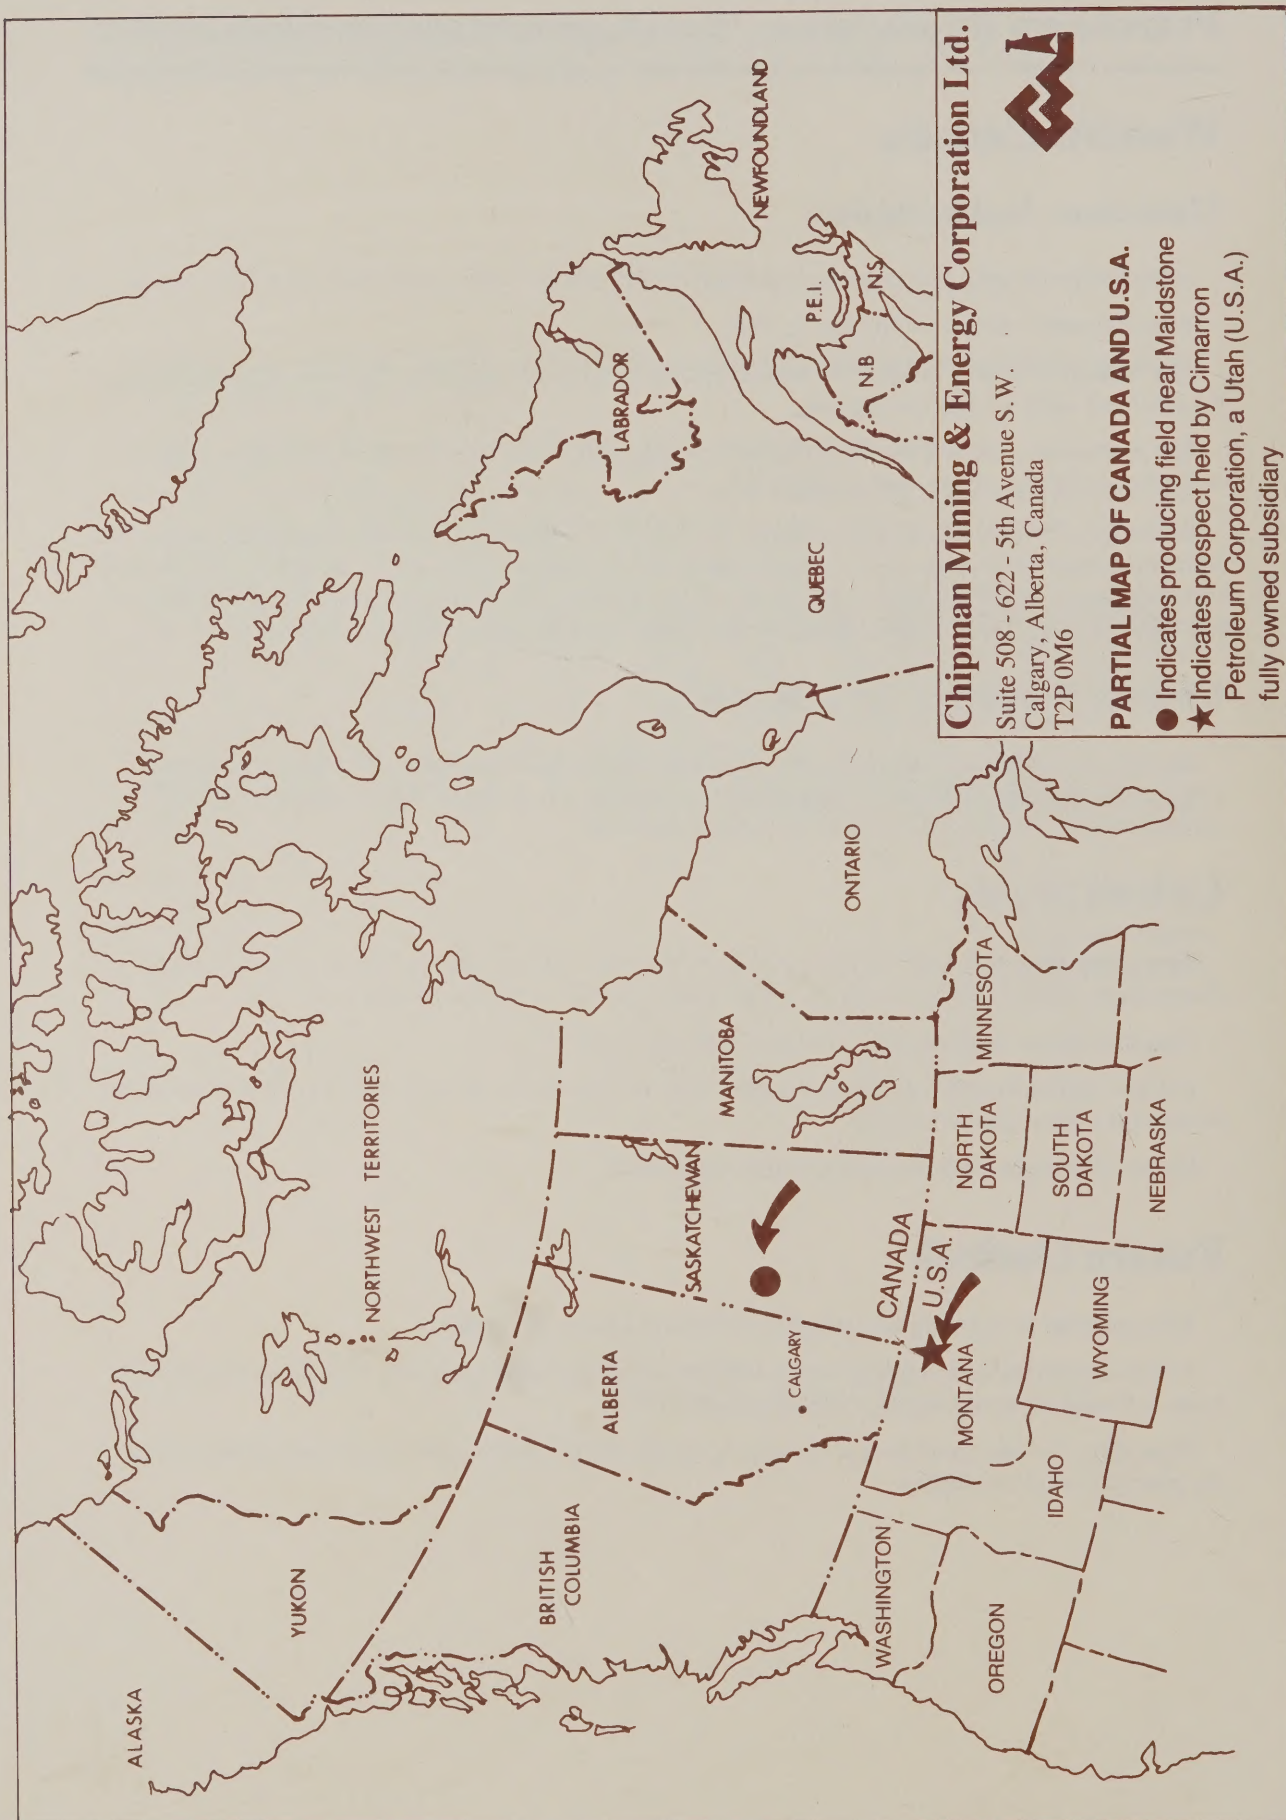 ALASKA
YUKON
NORTHWEST TERRITORIES
BRITISH
COLUMBIA
ALBERTA
CALGARY
SASKATCHEWAN
MANITOBA
ONTARIO
QUEBEC
LABRADOR
NEWFOUNDLAND
P.E.I.
N.B
N.S.
CANADA
U.S.A.
WASHINGTON
OREGON
IDAHO
MONTANA
WYOMING
NORTH
DAKOTA
SOUTH
DAKOTA
NEBRASKA
MINNESOTA
Chipman Mining & Energy Corporation Ltd.
Suite 508 - 622 - 5th Avenue S.W.
Calgary, Alberta, Canada
T2P 0M6
PARTIAL MAP OF CANADA AND U.S.A.
Indicates producing field near Maidstone
Indicates prospect held by Cimarron
Petroleum Corporation, a Utah (U.S.A.)
fully owned subsidiary